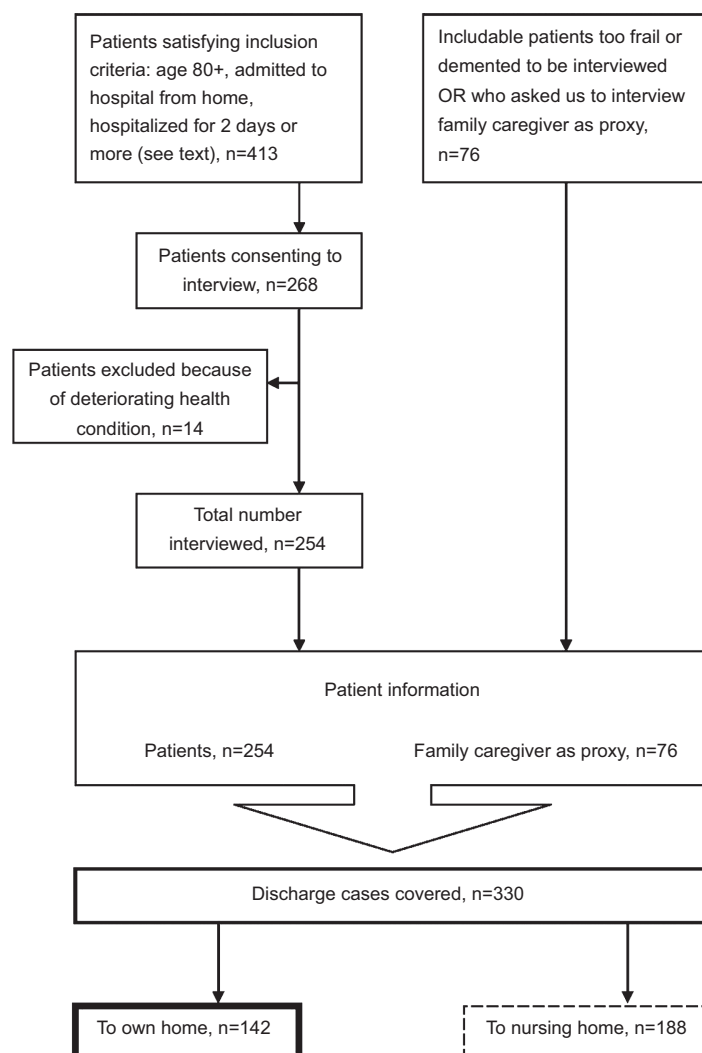 Patients satisfying inclusion
criteria: age 80+, admitted to
hospital from home,
hospitalized for 2 days or
more (see text), n=413
Includable patients too frail or
demented to be interviewed
OR who asked us to interview
family caregiver as proxy,
n=76
Patients consenting to
interview, n=268
Patients excluded because
of deteriorating health
condition, n=14
Total number
interviewed, n=254
Patient information
Patients, n=254
Family caregiver as proxy, n=76
Discharge cases covered, n=330
To own home, n=142
To nursing home, n=188